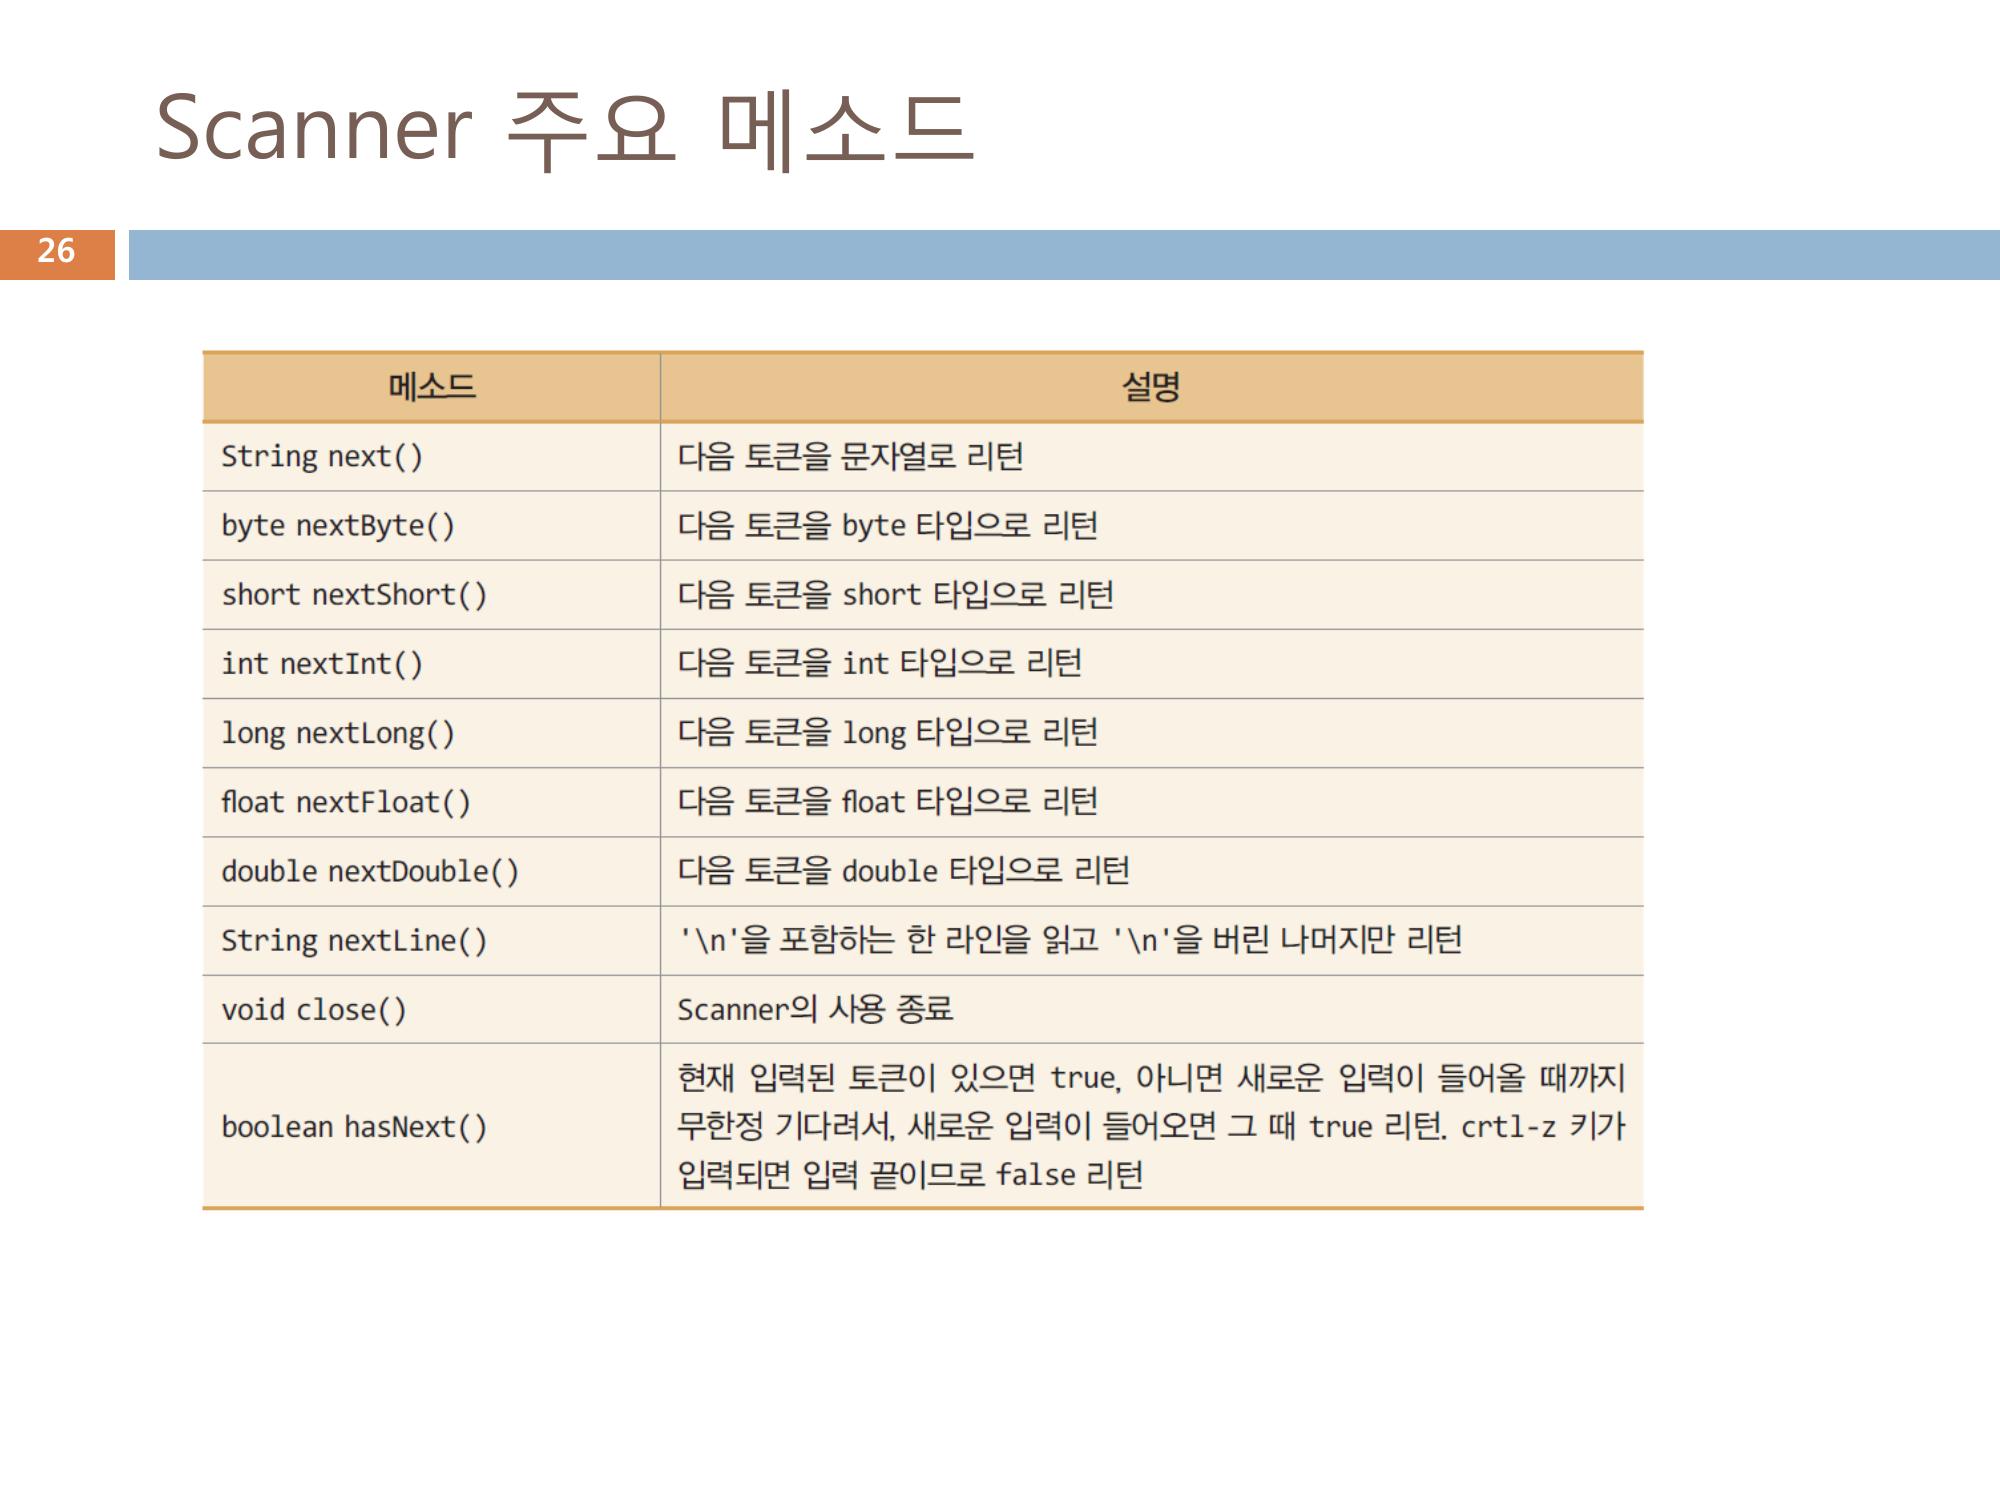 Scanner 주요 메소드
26
메소드 설명
String next() 다음 토큰을 문자열로 리턴
byte nextByte() 다음 토큰을 byte 타입으로 리턴
short nextShort() 다음 토큰을 short 타입으로 리턴
int nextInt() 다음 토큰을 int 타입으로 리턴
long nextLong() 다음 토큰을 long 타입으로 리턴
float nextFloat() 다음 토큰을 float 타입으로 리턴
double nextDouble() 다음 토큰을 double 타입으로 리턴
String nextLine() '\n'을 포함하는 한 라인을 읽고 '\n'을 버린 나머지만 리턴
void close() Scanner의 사용 종료
boolean hasNext() 현재 입력된 토큰이 있으면 true, 아니면 새로운 입력이 들어올 때까지
무한정 기다려서, 새로운 입력이 들어오면 그 때 true 리턴. crtl-z 키가
입력되면 입력 끝이므로 false 리턴